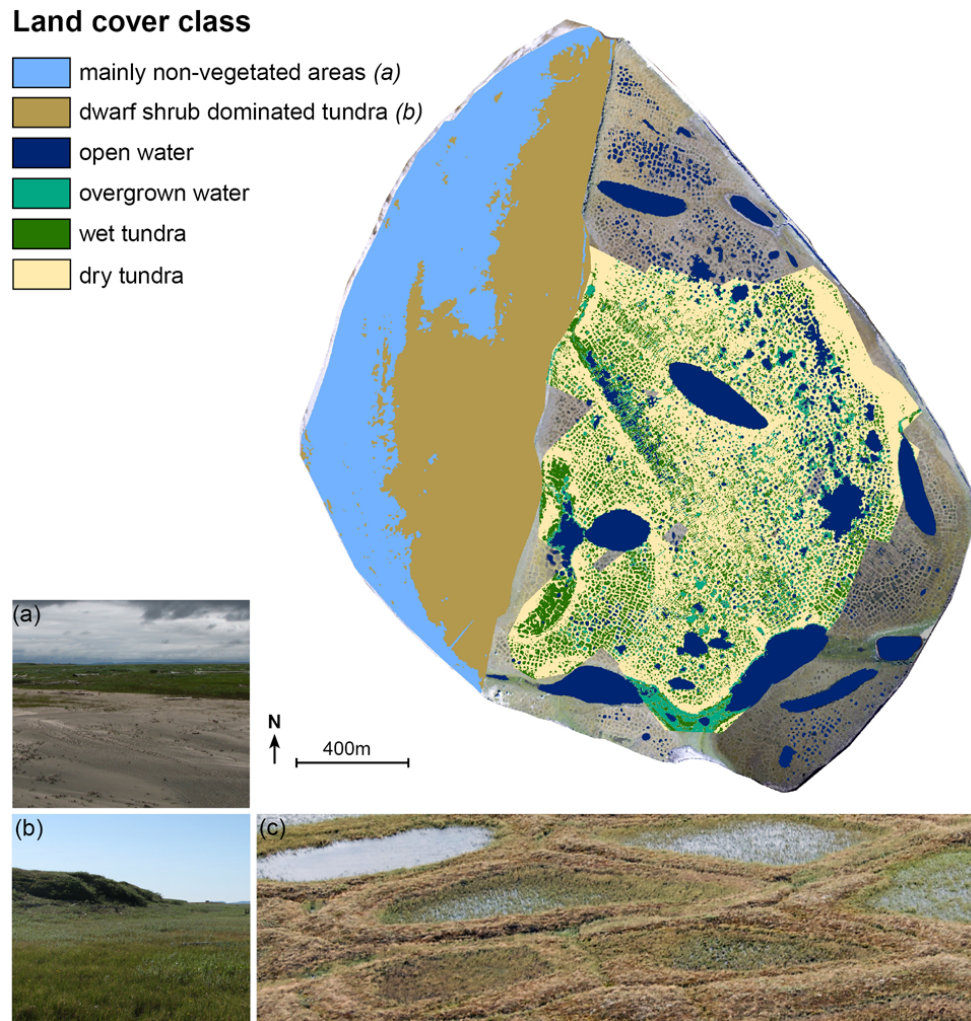 Land cover class
mainly non-vegetated areas (a)
dwarf shrub dominated tundra (b)
open water
overgrown water
wet tundra
dry tundra
(a)
N
400m
(b)
(c)